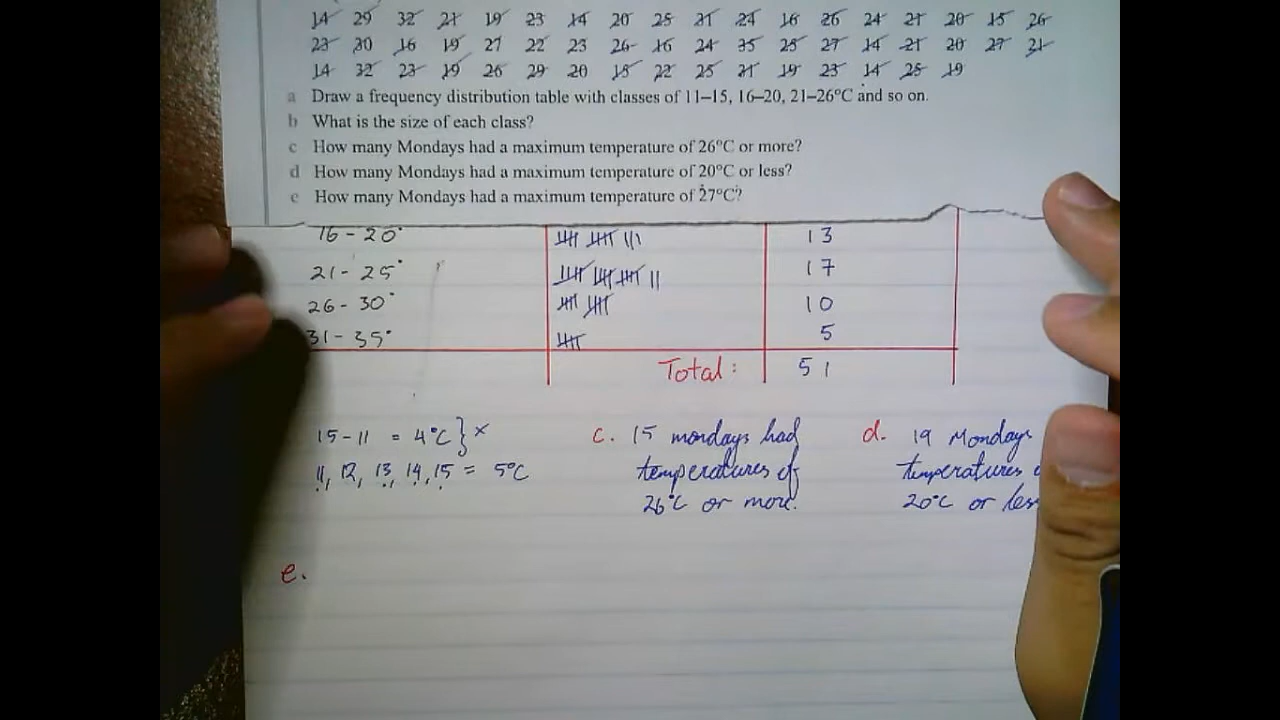 14 29 32 21 19 23 14 20 25 31 24 16 26 24 21 20 15 26
23 30 16 19 27 22 23 26 16 24 35 25 27 14 21 20 27 31
14 32 23 19 26 29 20 15 22 25 31 19 23 14 25 19
a Draw a frequency distribution table with classes of 11–15, 16–20, 21–26°C and so on.
b What is the size of each class?
c How many Mondays had a maximum temperature of 26°C or more?
d How many Mondays had a maximum temperature of 20°C or less?
e How many Mondays had a maximum temperature of 27°C?
16 - 20° 13
21 - 25° 17
26 - 30° 10
31 - 35° 5
Total: 51
15 - 11 = 4°C } ×
11, 12, 13, 14, 15 = 5°C
c. 15 mondays had
temperatures of
26°C or more.
d. 19 Mondays
temperatures
20°C or less
e.